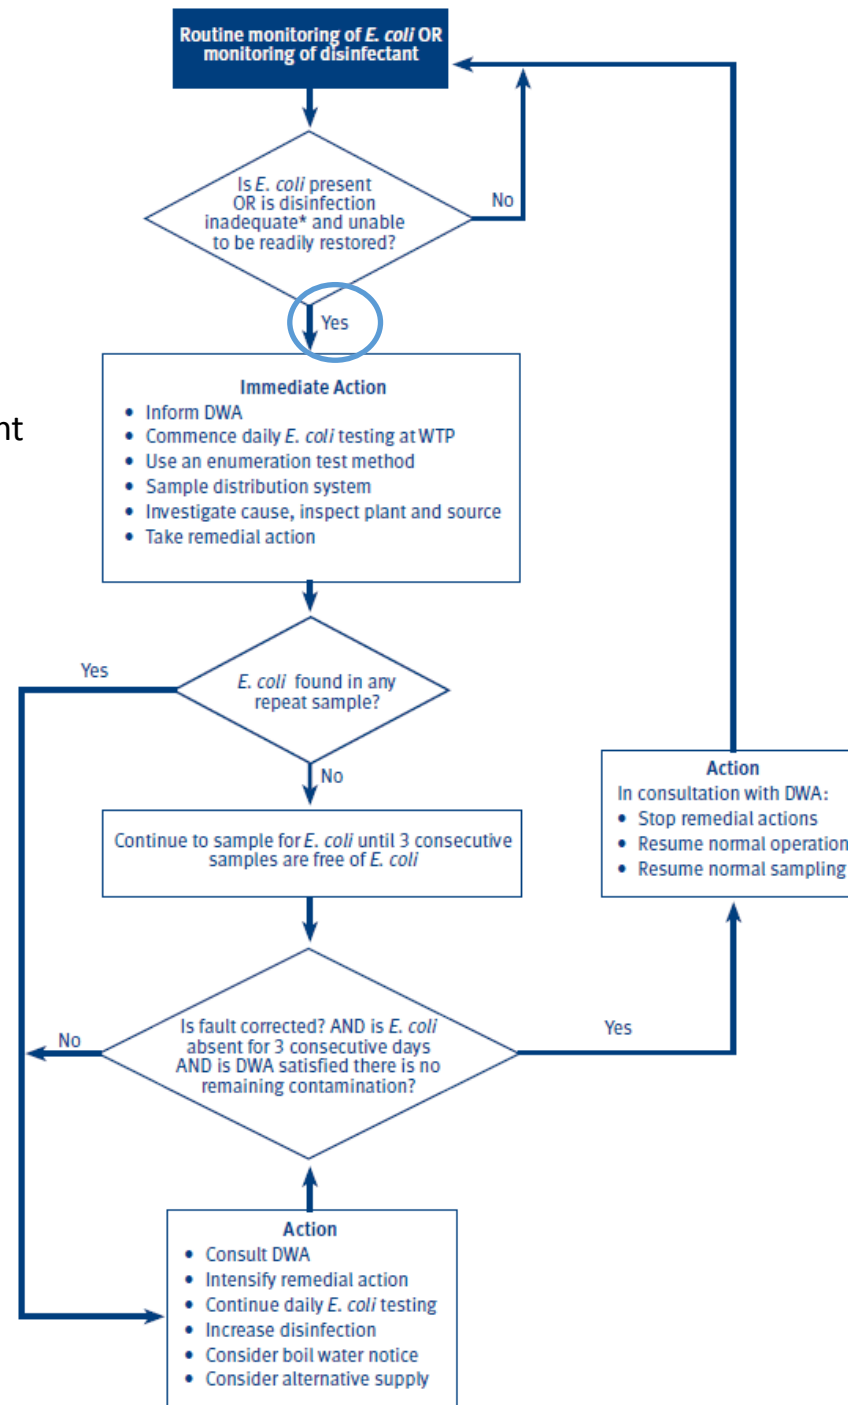 Routine monitoring of E. coli OR
monitoring of disinfectant
Is E. coli present
OR is disinfection
inadequate* and unable
to be readily restored?
No
Yes
nt
Immediate Action
• Inform DWA
• Commence daily E. coli testing at WTP
• Use an enumeration test method
• Sample distribution system
• Investigate cause, inspect plant and source
• Take remedial action
Yes
E. coli found in any
repeat sample?
No
Continue to sample for E. coli until 3 consecutive
samples are free of E. coli
Action
In consultation with DWA:
• Stop remedial actions
• Resume normal operation
• Resume normal sampling
Is fault corrected? AND is E. coli
absent for 3 consecutive days
AND is DWA satisfied there is no
remaining contamination?
No
Yes
Action
• Consult DWA
• Intensify remedial action
• Continue daily E. coli testing
• Increase disinfection
• Consider boil water notice
• Consider alternative supply